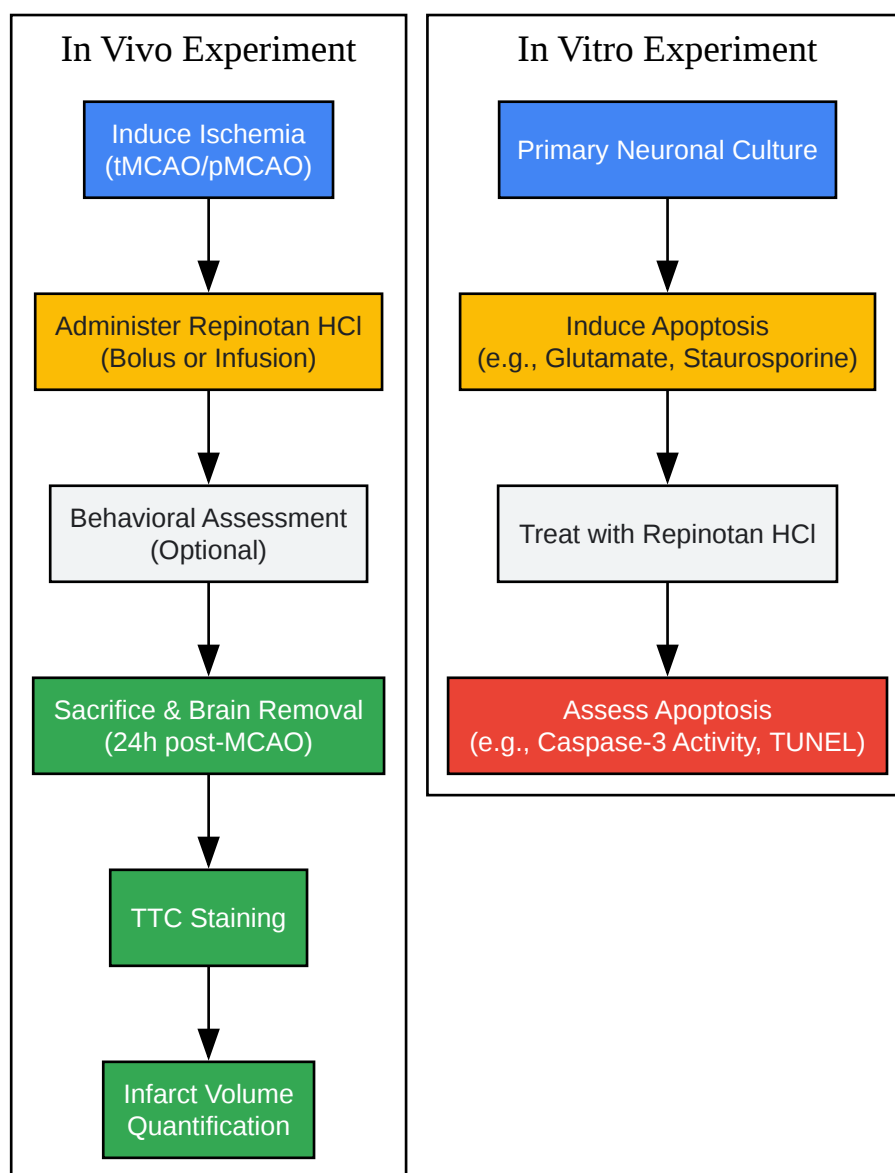 In Vivo Experiment
Induce Ischemia
(tMCAO/pMCAO)
Administer Repinotan HCl
(Bolus or Infusion)
Behavioral Assessment
(Optional)
Sacrifice & Brain Removal
(24h post-MCAO)
TTC Staining
Infarct Volume
Quantification
In Vitro Experiment
Primary Neuronal Culture
Induce Apoptosis
(e.g., Glutamate, Staurosporine)
Treat with Repinotan HCl
Assess Apoptosis
(e.g., Caspase-3 Activity, TUNEL)